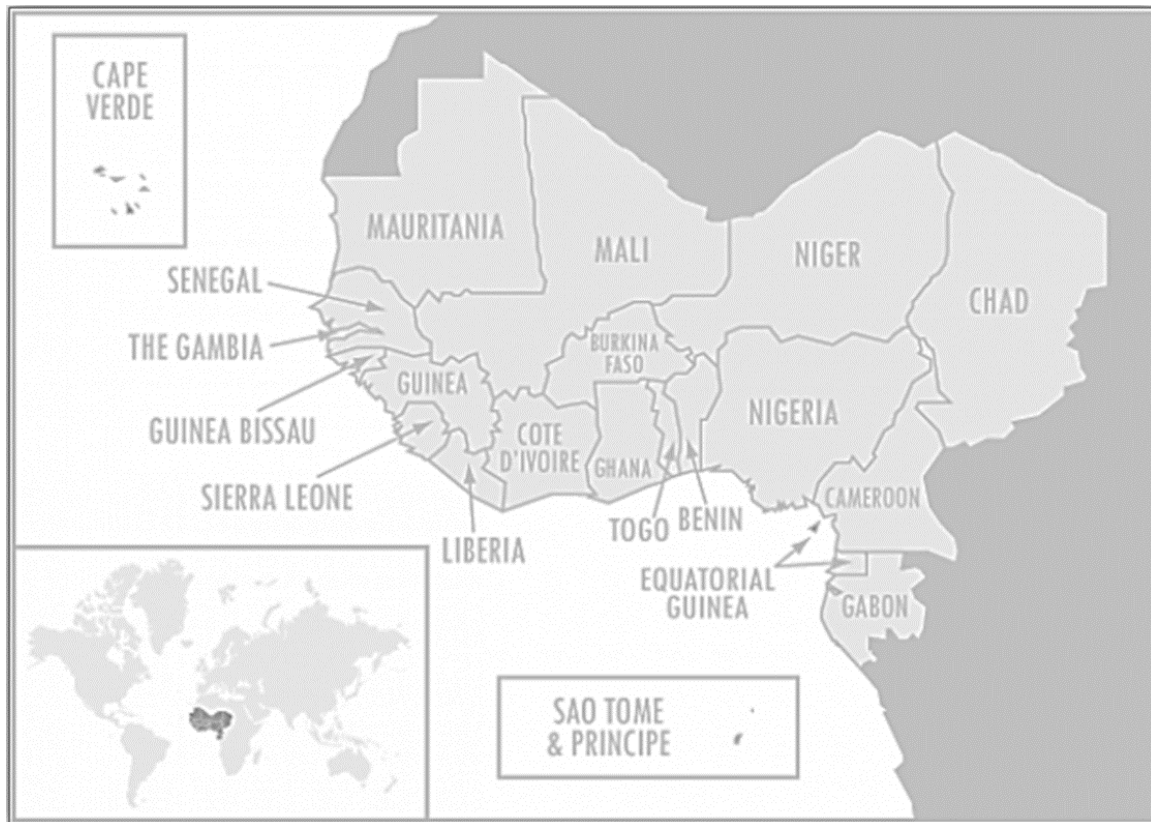 CAPE
VERDE
MAURITANIA
MALI
NIGER
CHAD
SENEGAL
THE GAMBIA
BURKINA
FASO
GUINEA
NIGERIA
GUINEA BISSAU
COTE
D'IVOIRE
GHANA
SIERRA LEONE
CAMEROON
TOGO
BENIN
LIBERIA
EQUATORIAL
GUINEA
GABON
SAO TOME
& PRINCIPE